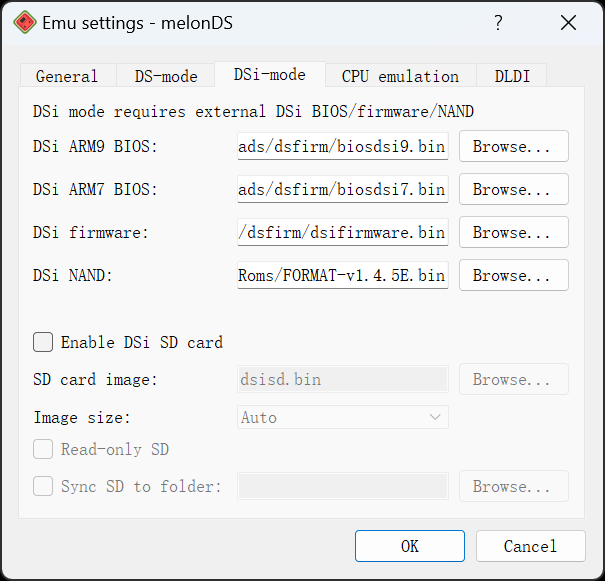 Emu settings - melonDS ?
General DS-mode DSi-mode CPU emulation DLDI
DSi mode requires external DSi BIOS/firmware/NAND
DSi ARM9 BIOS: ads/dsfirm/biosdsi9.bin Browse...
DSi ARM7 BIOS: ads/dsfirm/biosdsi7.bin Browse...
DSi firmware: /dsfirm/dsifirmware.bin Browse...
DSi NAND: Roms/FORMAT-v1.4.5E.bin Browse...
Enable DSi SD card
SD card image: dsisd.bin Browse...
Image size: Auto
Read-only SD
Sync SD to folder: Browse...
OK Cancel